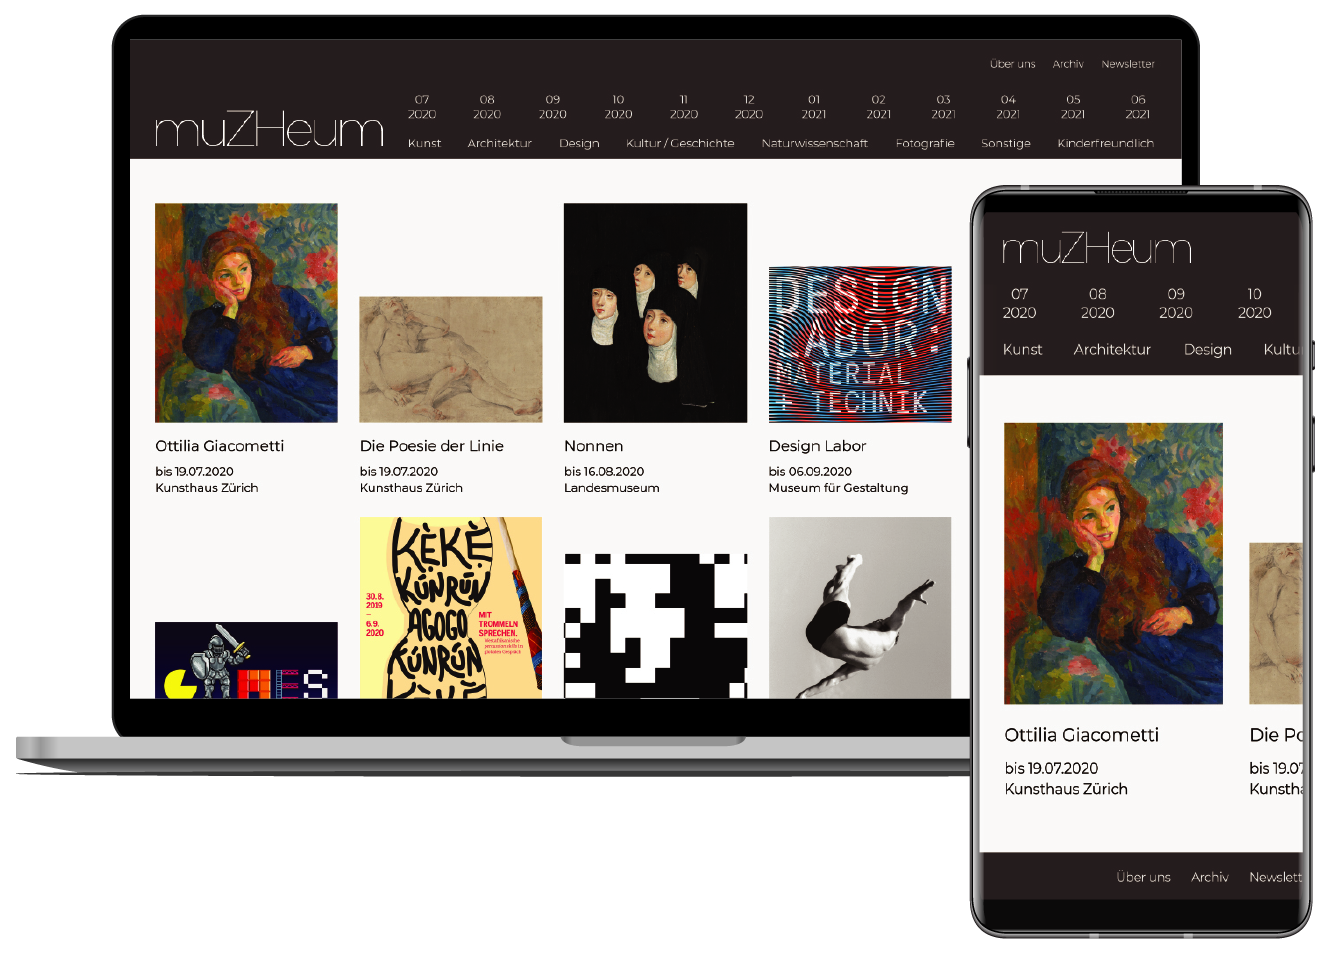 Über uns Archiv Newsletter
07 08 09 10 11 12 01 02 03 04 05 06
2020 2020 2020 2020 2020 2020 2021 2021 2021 2021 2021 2021
muZHeum
Kunst Architektur Design Kultur / Geschichte Naturwissenschaft Fotografie Sonstige Kinderfreundlich
DESIGN
LABOR:
MATERIAL
+ TECHNIK
Ottilia Giacometti
bis 19.07.2020
Kunsthaus Zürich
Die Poesie der Linie
bis 19.07.2020
Kunsthaus Zürich
Nonnen
bis 16.08.2020
Landesmuseum
Design Labor
bis 06.09.2020
Museum für Gestaltung
KÈKÈ
KÚNRÚN
AGOGO
KÚNRÚN
KÈKÈ
30.8.
2019
–
6.9.
2020
MIT
TROMMELN
SPRECHEN.
muZHeum
07 08 09 10
2020 2020 2020 2020
Kunst Architektur Design Kultu
Ottilia Giacometti
bis 19.07.2020
Kunsthaus Zürich
Die Po
bis 19.07
Kunstha
Über uns Archiv Newslett